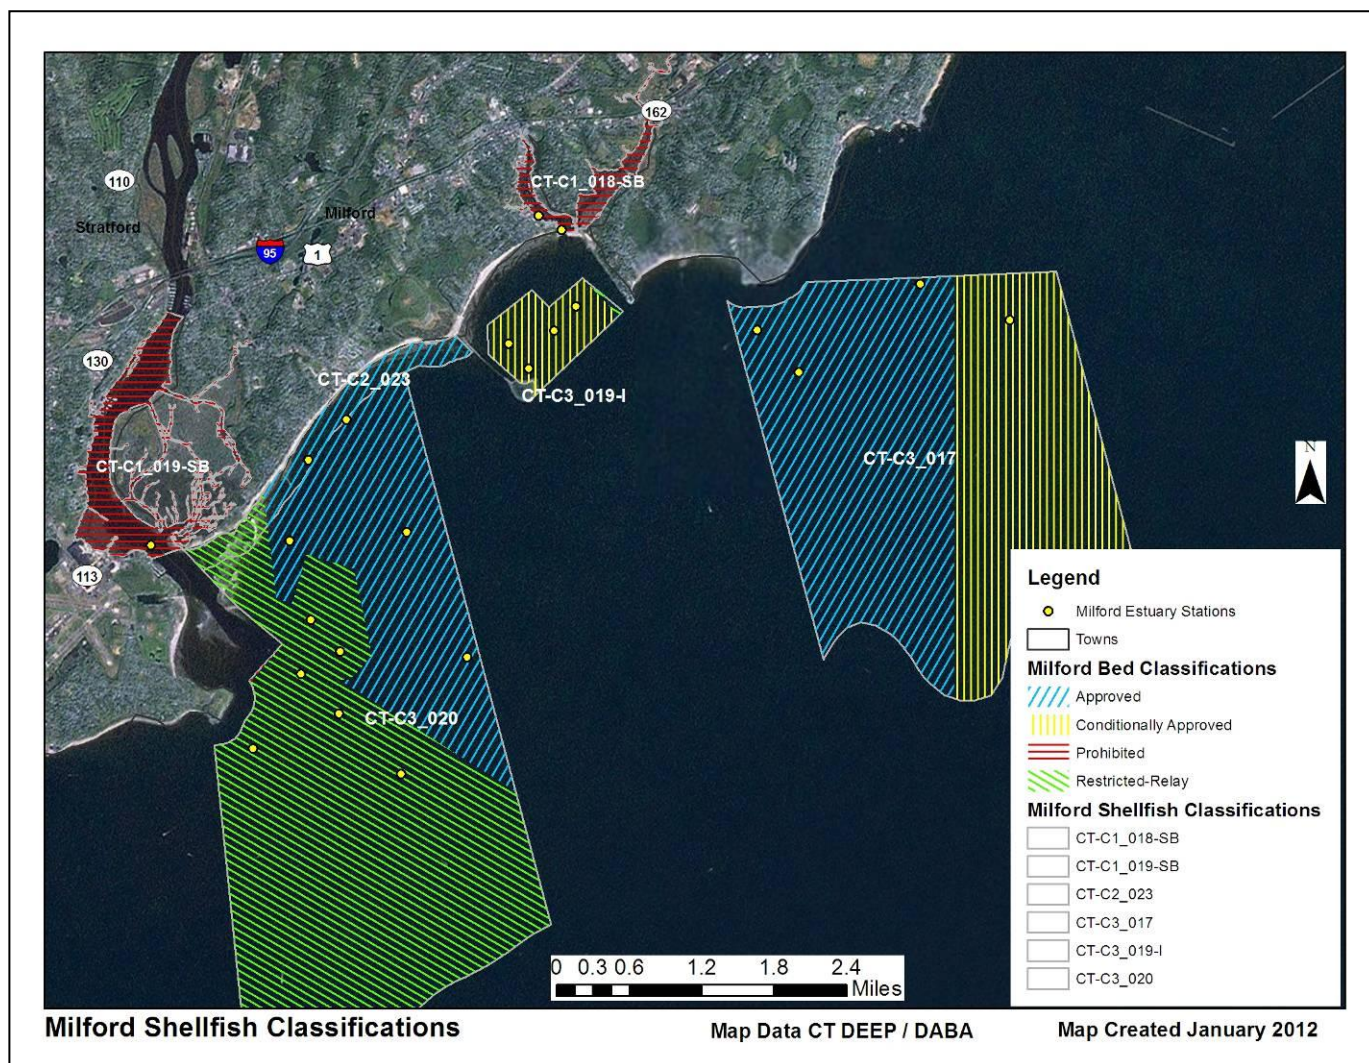 162
CT-C1_018-SB
110
Milford
Stratford
95
1
130
CT-C2_023
CT-C3_019-I
CT-C3_017
CT-C1_019-SB
N
113
CT-C3_020
Legend
Milford Estuary Stations
Towns
Milford Bed Classifications
Approved
Conditionally Approved
Prohibited
Restricted-Relay
Milford Shellfish Classifications
CT-C1_018-SB
CT-C1_019-SB
CT-C2_023
CT-C3_017
CT-C3_019-I
CT-C3_020
0 0.3 0.6 1.2 1.8 2.4
Miles
Milford Shellfish Classifications
Map Data CT DEEP / DABA
Map Created January 2012